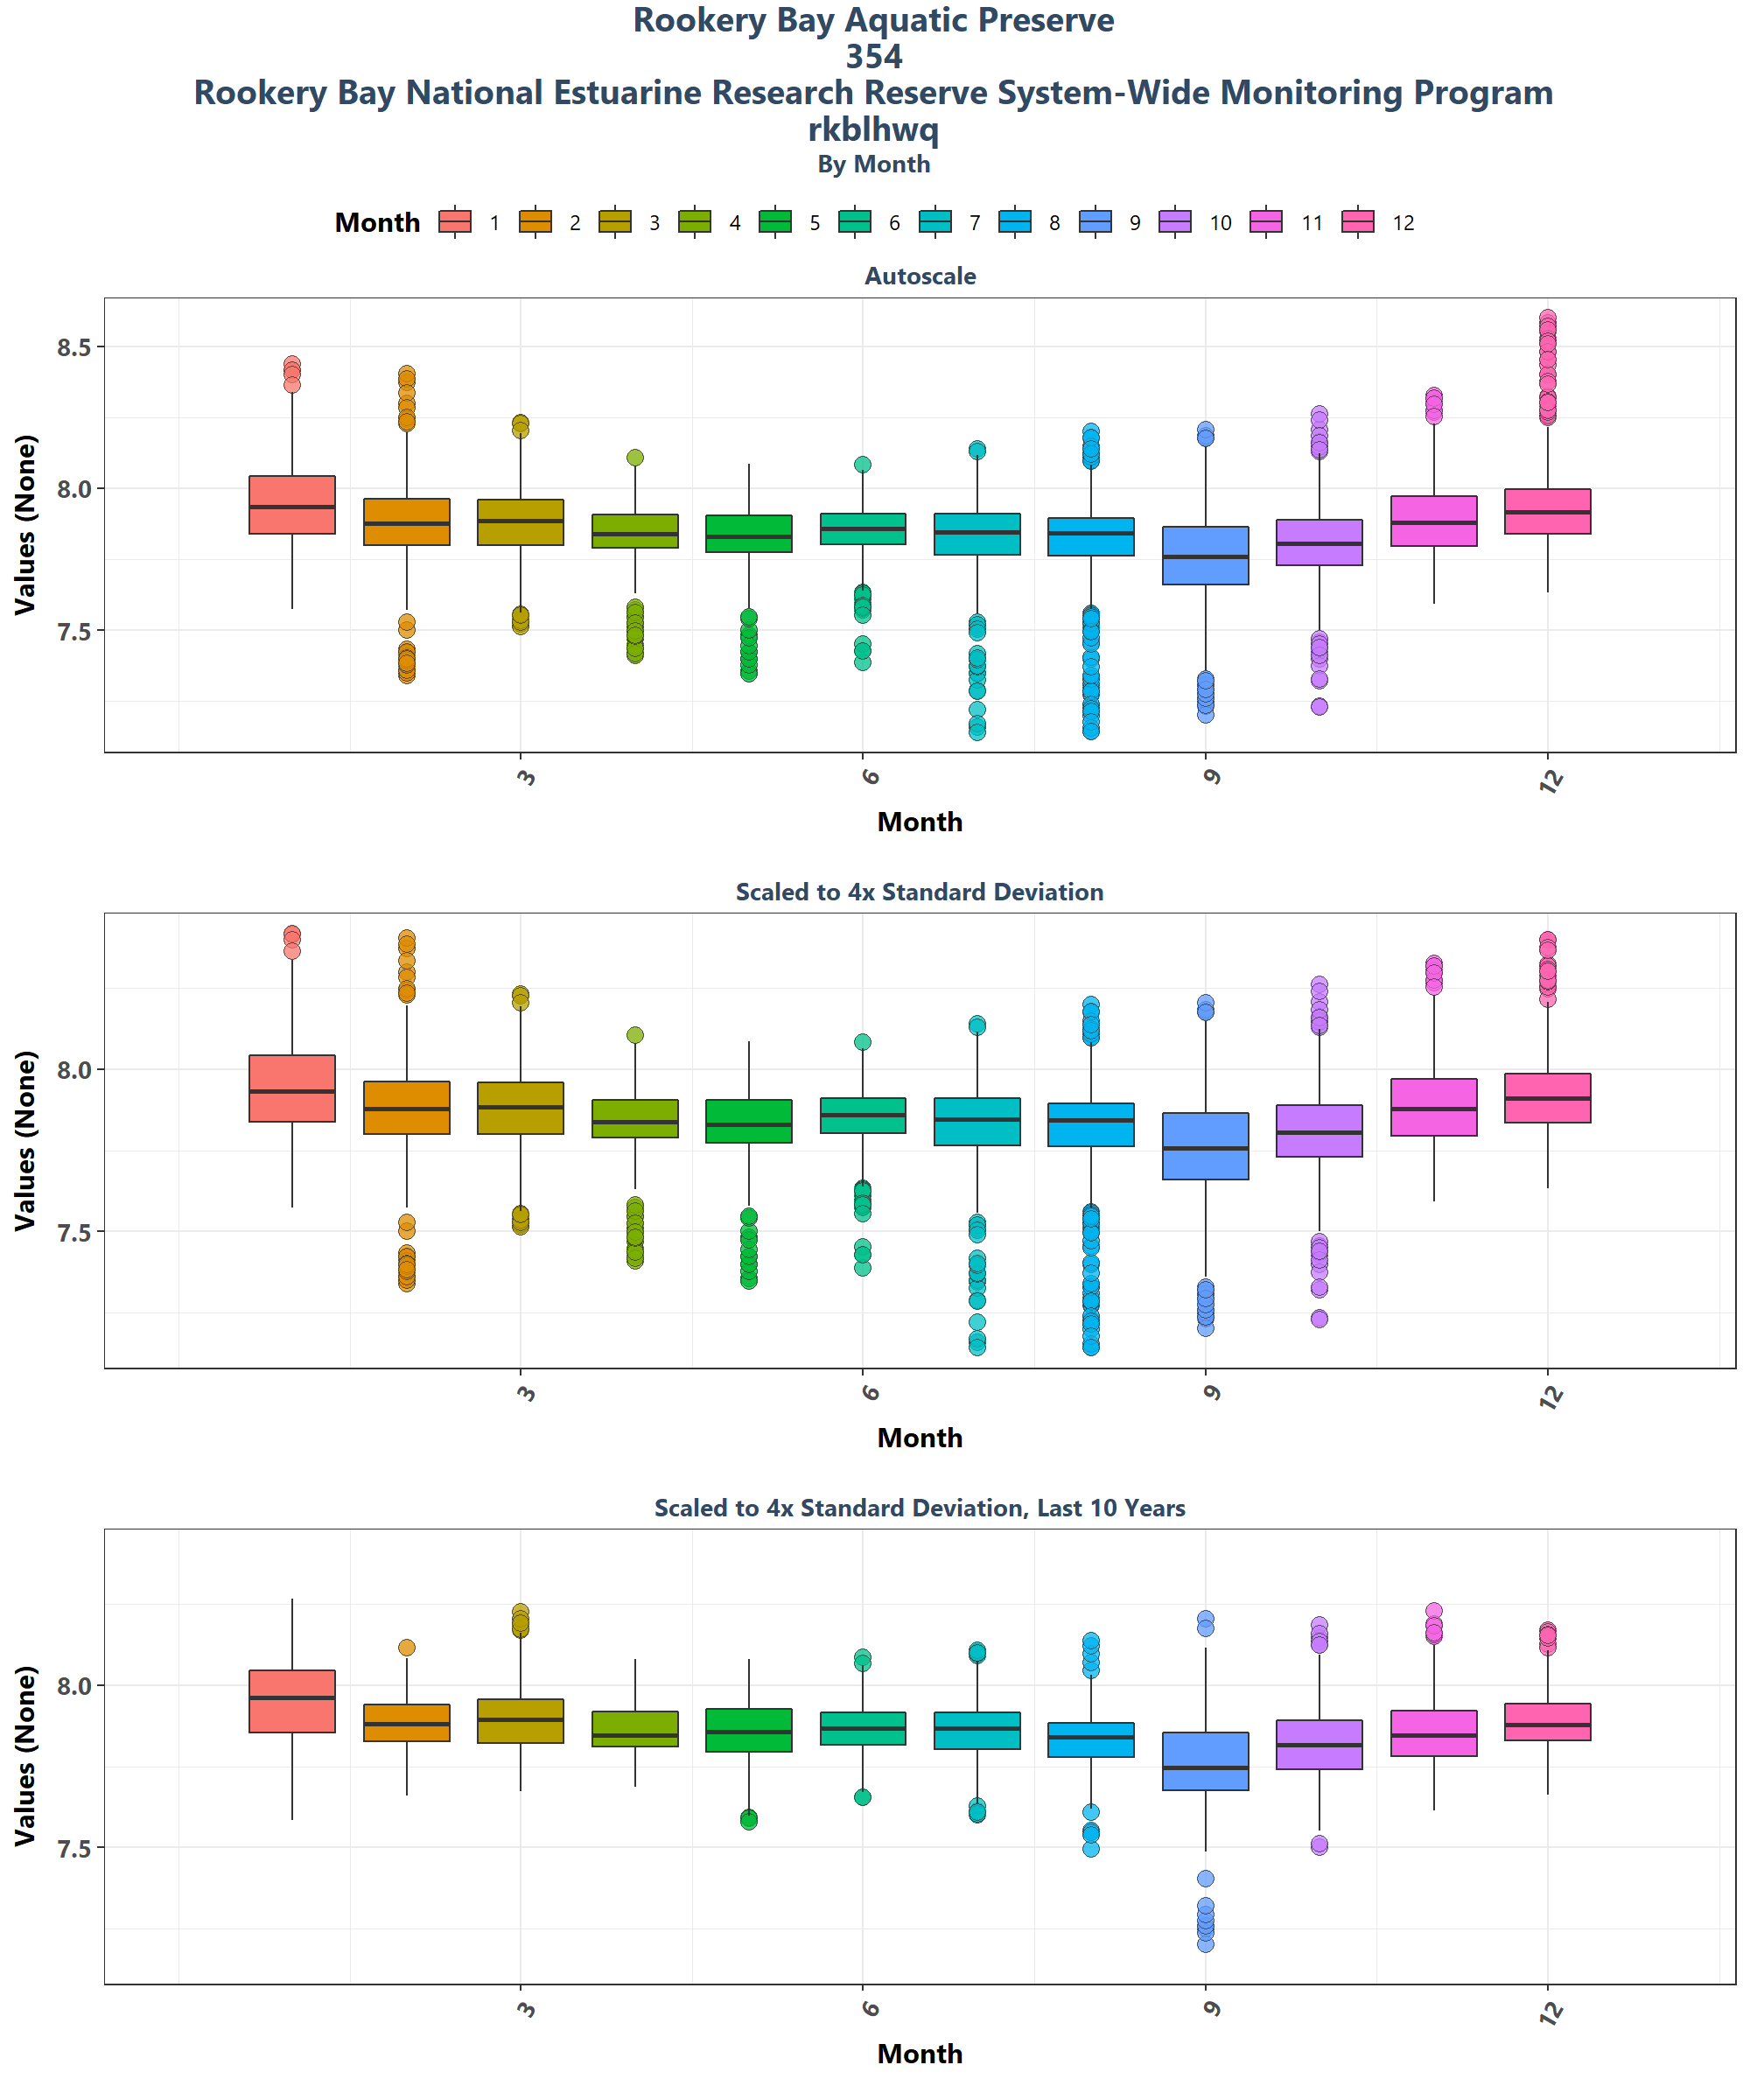 Rookery Bay Aquatic Preserve
354
Rookery Bay National Estuarine Research Reserve System-Wide Monitoring Program
rkblhwq
By Month
Month 1 2 3 4 5 6 7 8 9 10 11 12
Autoscale
Values (None)
8.5
8.0
7.5
3 6 9 12
Month
Scaled to 4x Standard Deviation
Values (None)
8.0
7.5
3 6 9 12
Month
Scaled to 4x Standard Deviation, Last 10 Years
Values (None)
8.0
7.5
3 6 9 12
Month